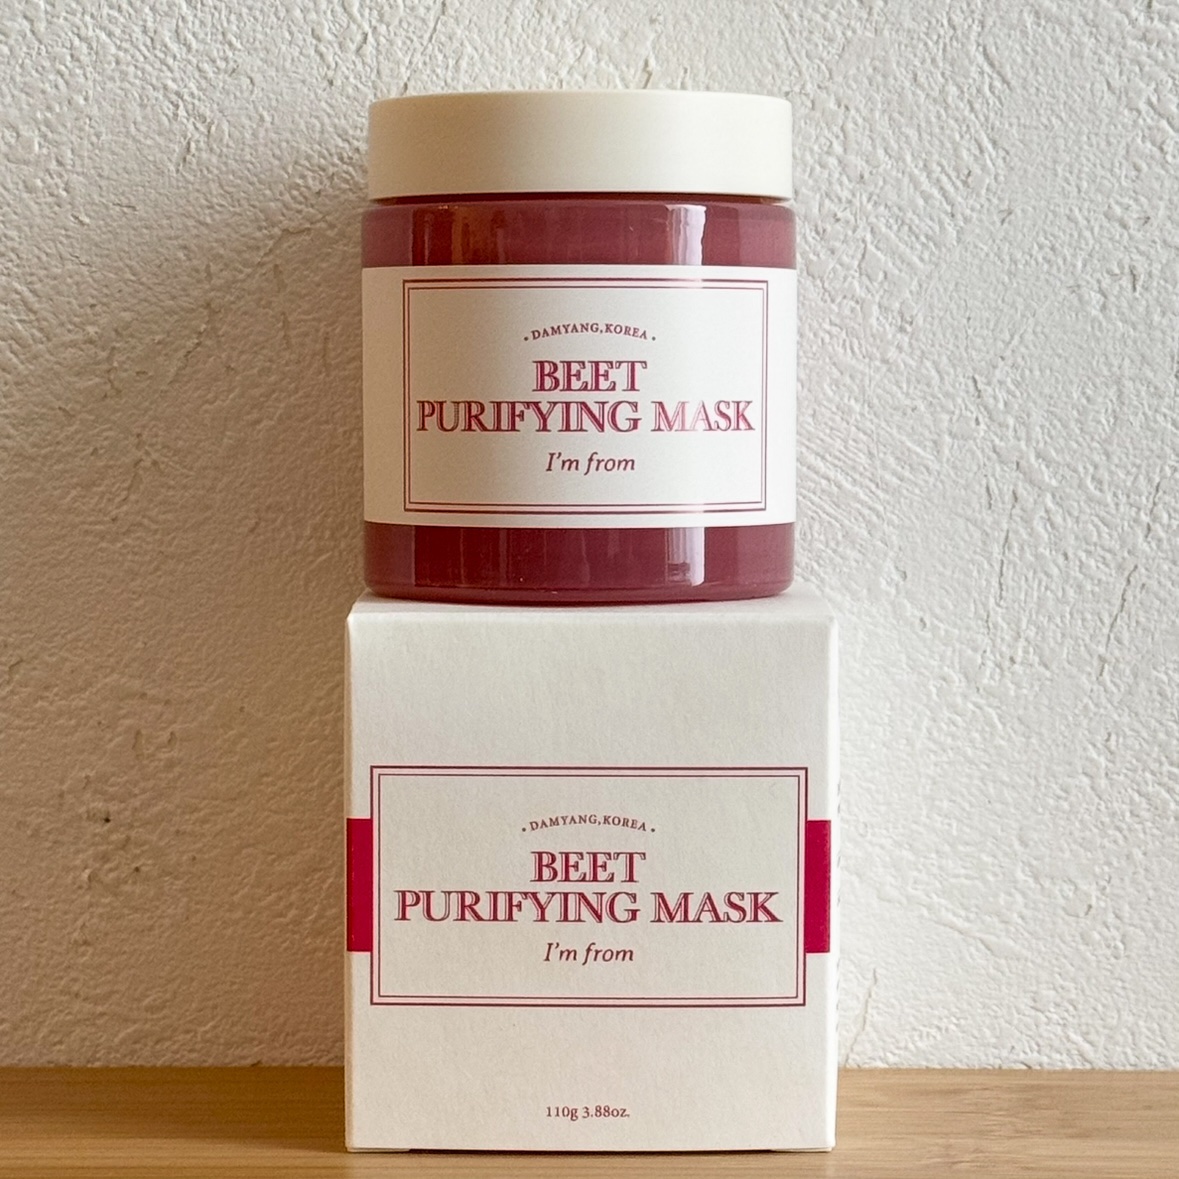 • DAMYANG,KOREA •
BEET
PURIFYING MASK
I'm from
• DAMYANG,KOREA •
BEET
PURIFYING MASK
I'm from
110g 3.88oz.